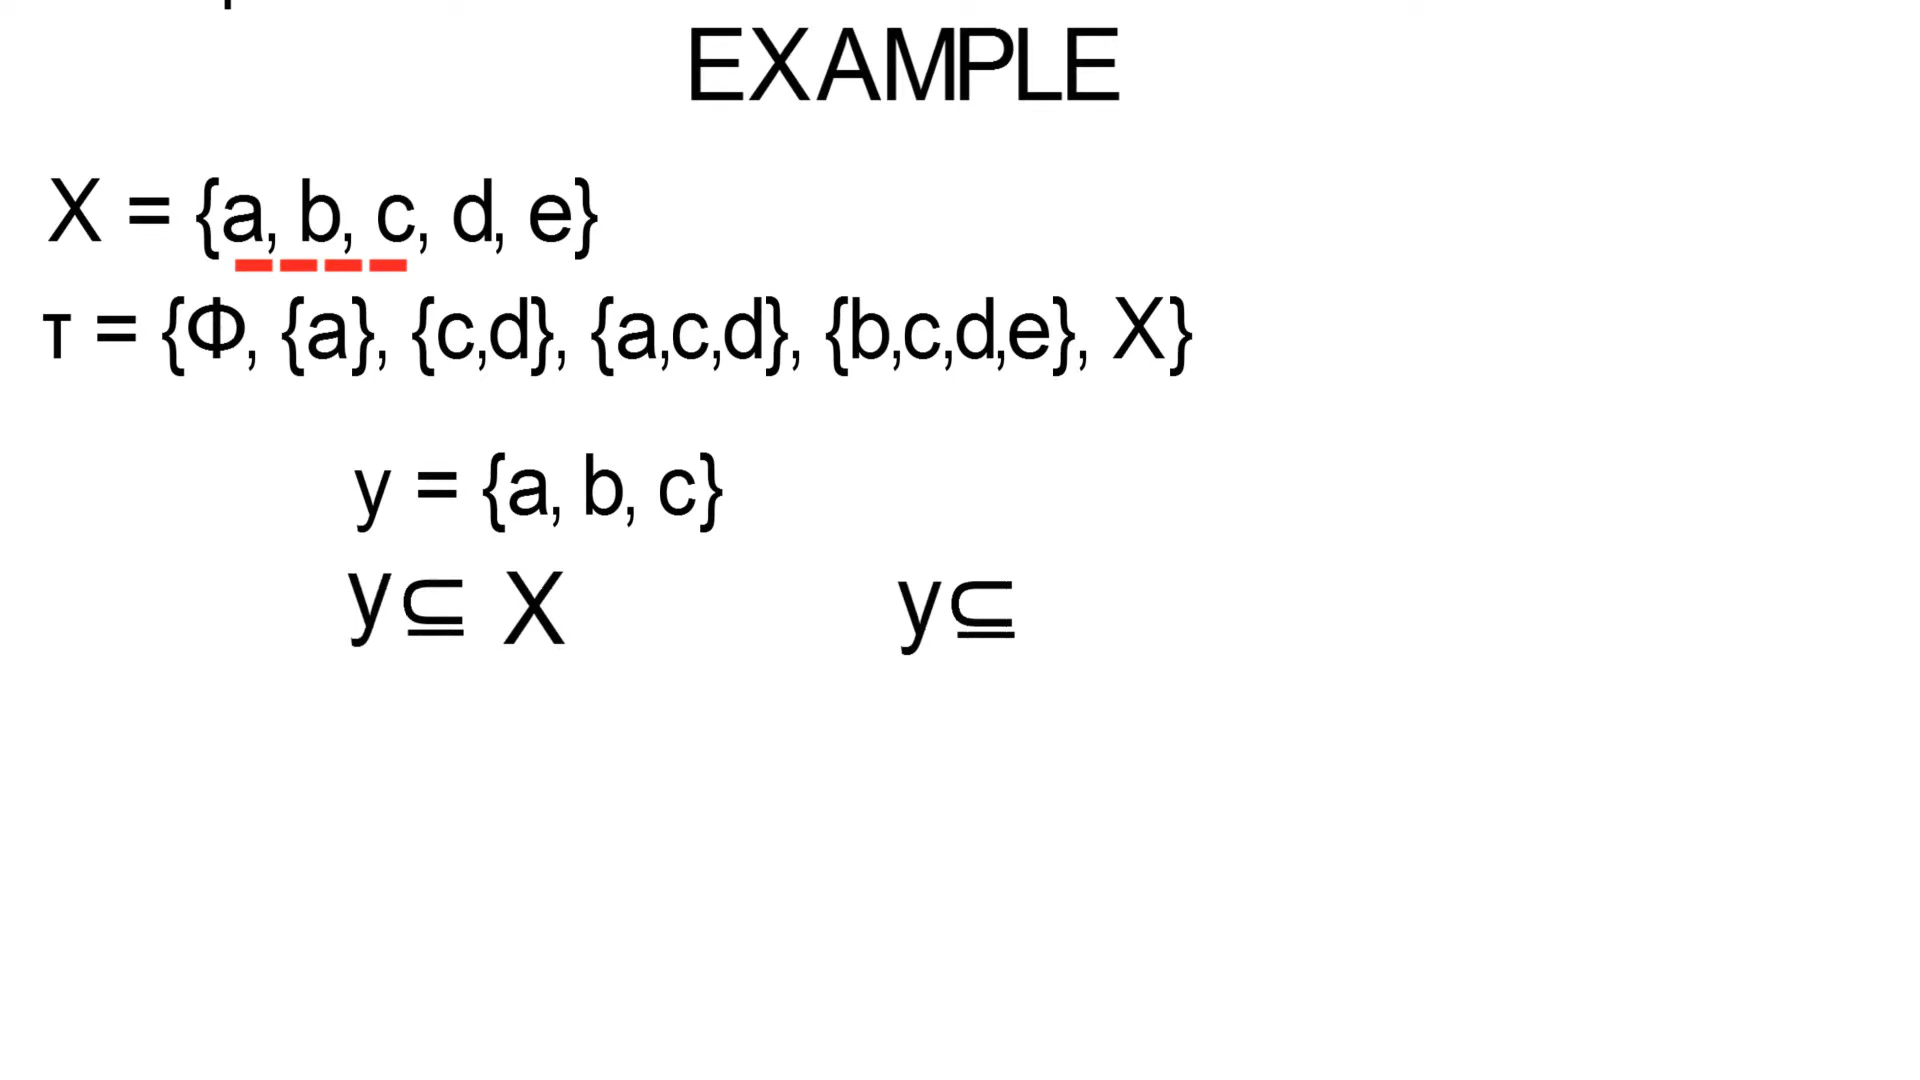 EXAMPLE
X = {a, b, c, d, e}
τ = {Φ, {a}, {c,d}, {a,c,d}, {b,c,d,e}, X}
y = {a, b, c}
y⊆ X y⊆